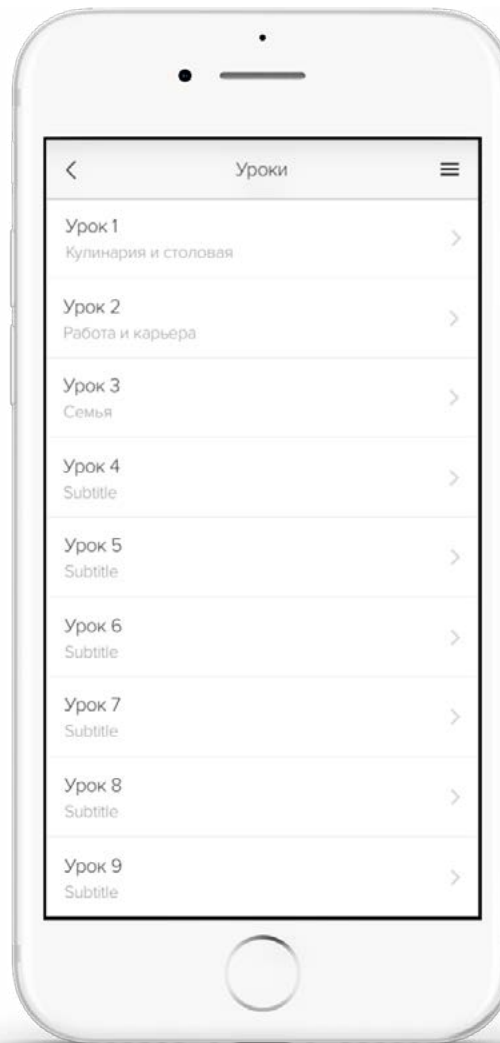 Уроки
Урок 1
Кулинария и столовая
Урок 2
Работа и карьера
Урок 3
Семья
Урок 4
Subtitle
Урок 5
Subtitle
Урок 6
Subtitle
Урок 7
Subtitle
Урок 8
Subtitle
Урок 9
Subtitle